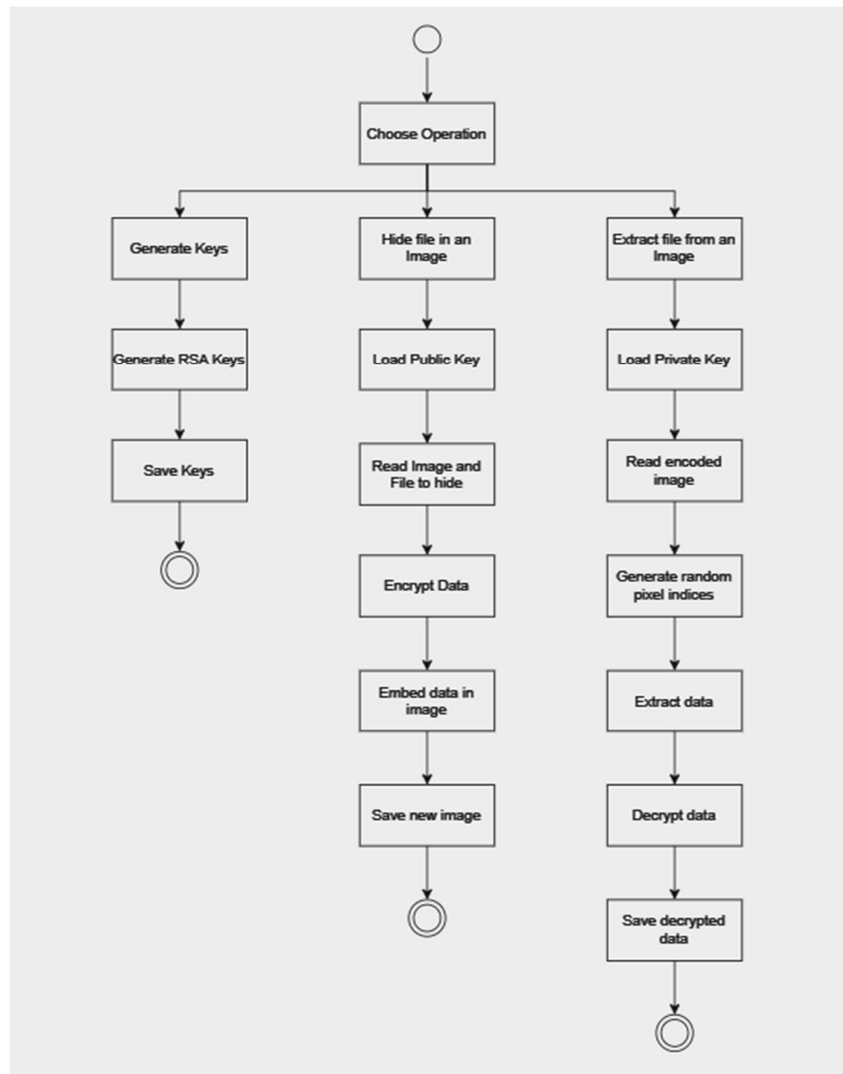 Choose Operation
Generate Keys
Hide file in an
Image
Extract file from an
Image
Generate RSA Keys
Load Public Key
Load Private Key
Save Keys
Read Image and
File to hide
Read encoded
image
Encrypt Data
Generate random
pixel indices
Embed data in
image
Extract data
Save new image
Decrypt data
Save decrypted
data